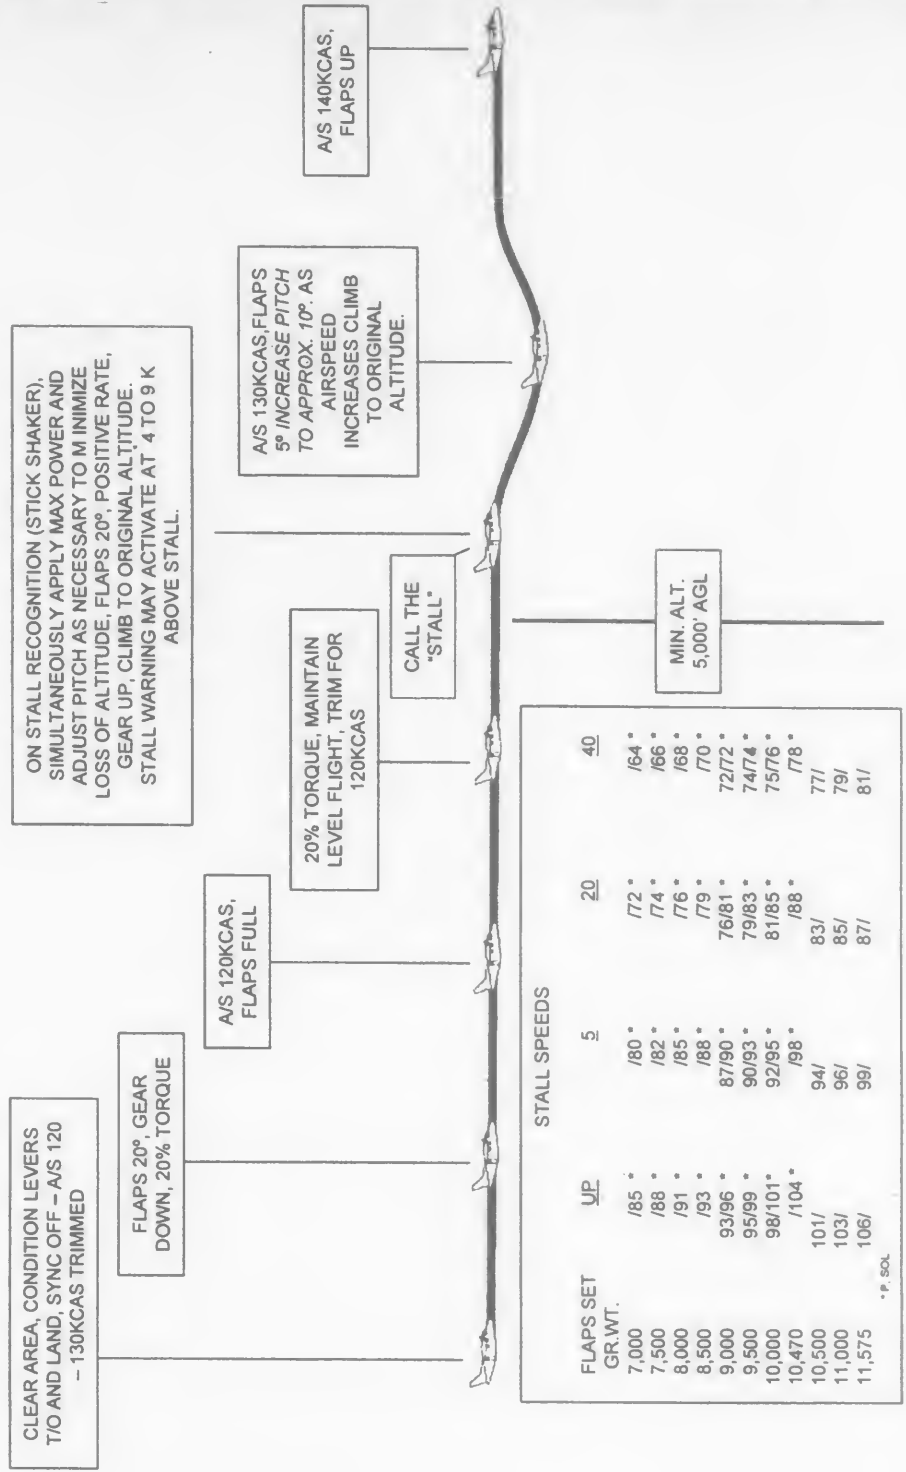 CLEAR AREA, CONDITION LEVERS
T/O AND LAND, SYNC OFF – A/S 120
– 130KCAS TRIMMED
FLAPS 20º, GEAR
DOWN, 20% TORQUE
A/S 120KCAS,
FLAPS FULL
20% TORQUE, MAINTAIN
LEVEL FLIGHT, TRIM FOR
120KCAS
CALL THE
"STALL"
ON STALL RECOGNITION (STICK SHAKER),
SIMULTANEOUSLY APPLY MAX POWER AND
ADJUST PITCH AS NECESSARY TO M INIMIZE
LOSS OF ALTITUDE, FLAPS 20º, POSITIVE RATE,
GEAR UP, CLIMB TO ORIGINAL ALTITUDE.
STALL WARNING MAY ACTIVATE AT 4 TO 9 K
ABOVE STALL.
A/S 130KCAS,FLAPS
5º INCREASE PITCH
TO APPROX. 10º. AS
AIRSPEED
INCREASES CLIMB
TO ORIGINAL
ALTITUDE.
A/S 140KCAS,
FLAPS UP
MIN. ALT.
5,000' AGL
STALL SPEEDS
FLAPS SET UP 5 20 40
GR.WT.
7,000 /85 * /80 * /72 * /64 *
7,500 /88 * /82 * /74 * /66 *
8,000 /91 * /85 * /76 * /68 *
8,500 /93 * /88 * /79 * /70 *
9,000 93/96 * 87/90 * 76/81 * 72/72 *
9,500 95/99 * 90/93 * 79/83 * 74/74 *
10,000 98/101* 92/95 * 81/85 * 75/76 *
10,470 /104 * /98 * /88 * /78 *
10,500 101/ 94/ 83/ 77/
11,000 103/ 96/ 85/ 79/
11,575 106/ 99/ 87/ 81/
* P. SOL